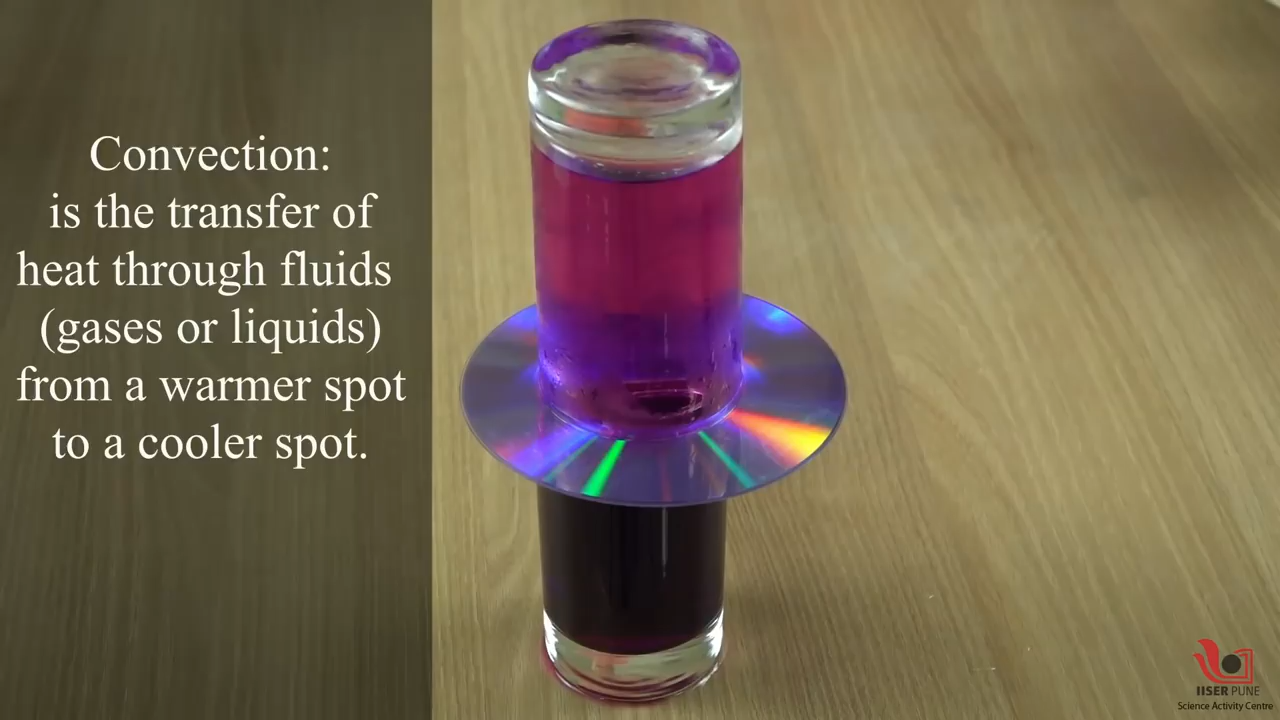 Convection:
is the transfer of
heat through fluids
(gases or liquids)
from a warmer spot
to a cooler spot.
IISER PUNE
Science Activity Centre